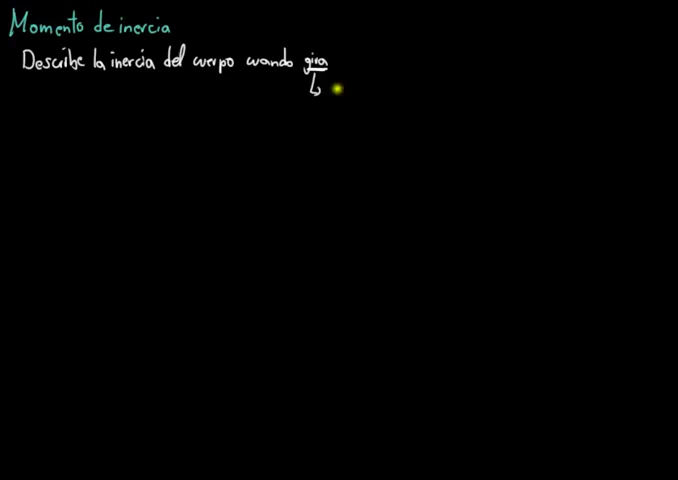 Momento de inercia
Describe la inercia del cuerpo cuando gira
↳